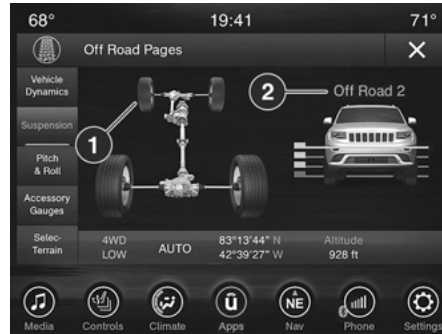 68°
19:41
71°
Off Road Pages
Vehicle
Dynamics
Suspension
Pitch
& Roll
Accessory
Gauges
Selec-
Terrain
1
2
Off Road 2
4WD
LOW
AUTO
83°13'44" N
42°39'27" W
Altitude
928 ft
Media
Controls
Climate
ū
Apps
NE
Nav
Phone
Settings